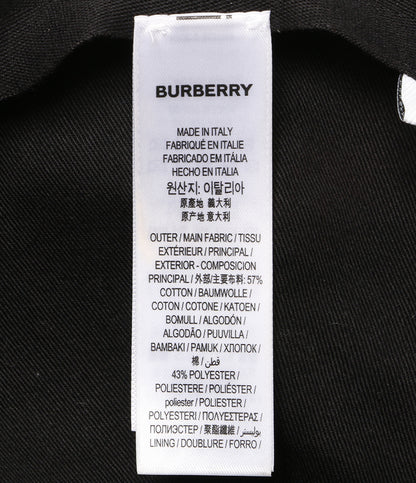 BURBERRY
MADE IN ITALY
FABRIQUÉ EN ITALIE
FABRICADO EM ITÁLIA
HECHO EN ITALIA
원산지: 이탈리아
原產地 義大利
原产地 意大利
OUTER / MAIN FABRIC / TISSU
EXTÉRIEUR / PRINCIPAL /
EXTERIOR - COMPOSICION
PRINCIPAL / 外部/主要布料: 57%
COTTON / BAUMWOLLE /
COTON / COTONE / KATOEN /
BOMULL / ALGODÓN /
ALGODÃO / PUUVILLA /
BAMBAKI / PAMUK / ХЛОПОК /
棉 / قطن /
43% POLYESTER /
POLIESTERE / POLIÉSTER /
poliester / POLYESTER /
POLYESTERI / ΠΟΛΥΕΣΤΕΡΑΣ /
ПОЛИЭСТЕР / 聚酯纖維 / بوليستر /
LINING / DOUBLURE / FORRO /